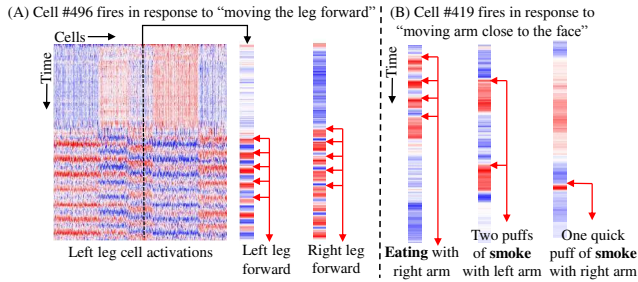 (A) Cell #496 fires in response to “moving the leg forward”
Cells
Time
Left leg cell activations
Left leg
forward
Right leg
forward
(B) Cell #419 fires in response to
“moving arm close to the face”
Time
Eating with
right arm
Two puffs
of smoke
with left arm
One quick
puff of smoke
with right arm